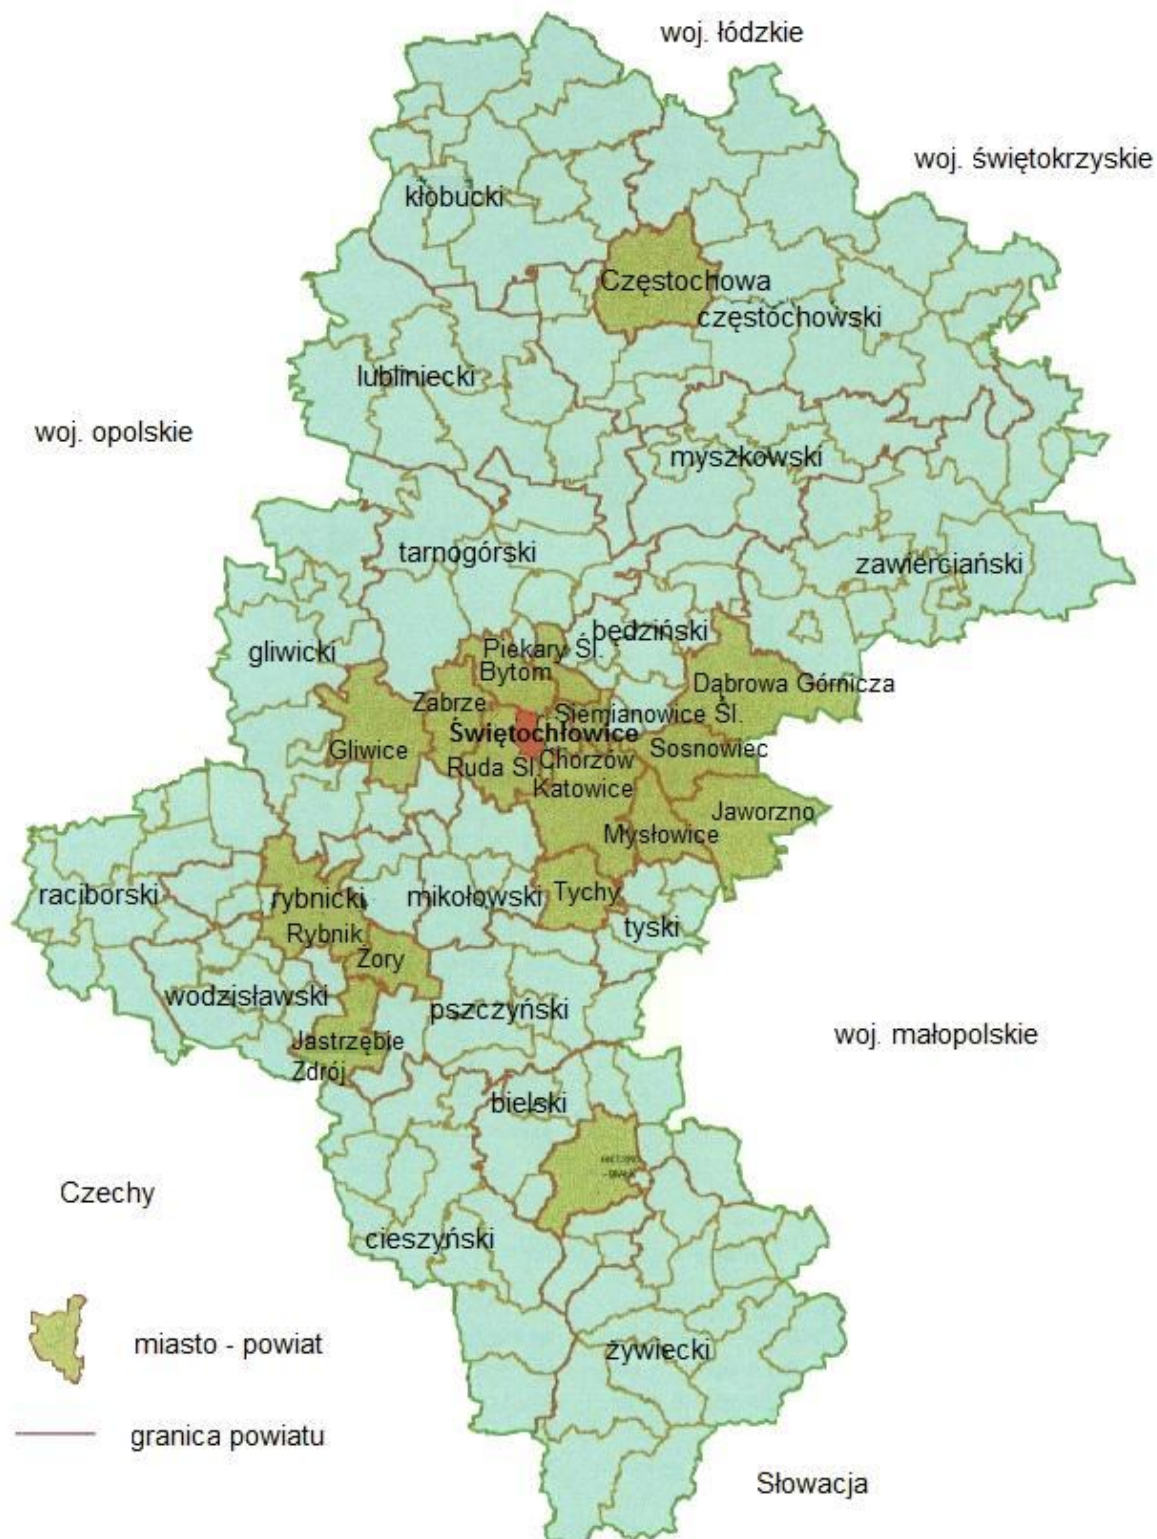 woj. łódzkie
woj. świętokrzyskie
kłobucki
Częstochowa
częstochowski
lubliniecki
woj. opolskie
myszkowski
tarnogórski
zawierciański
będziński
Piekary Śl.
gliwicki
Bytom
Dąbrowa Górnicza
Zabrze
Siemianowice Śl.
Świętochłowice
Gliwice
Sosnowiec
Ruda Śl.
Chorzów
Katowice
Jaworzno
Mysłowice
raciborski
rybnicki
mikołowski
Tychy
tyski
Rybnik
Żory
wodzisławski
pszczyński
woj. małopolskie
Jastrzębie
Zdrój
bielski
Czechy
cieszyński
miasto - powiat
żywiecki
granica powiatu
Słowacja